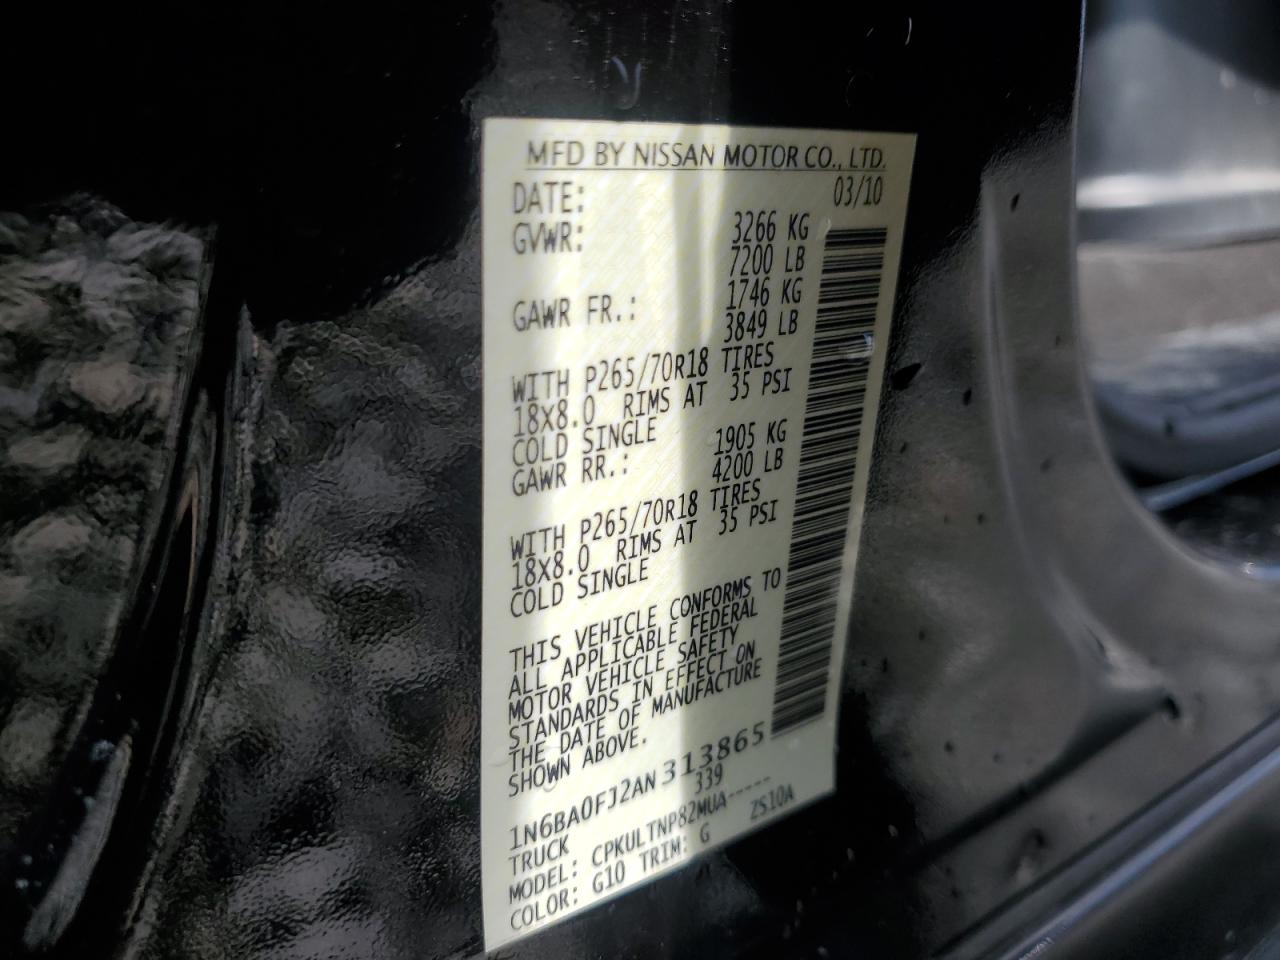 MFD BY NISSAN MOTOR CO., LTD.
DATE: 03/10
GVWR: 3266 KG
7200 LB
GAWR FR.: 1746 KG
3849 LB
WITH P265/70R18 TIRES
18X8.0 RIMS AT 35 PSI
COLD SINGLE
GAWR RR.: 1905 KG
4200 LB
WITH P265/70R18 TIRES
18X8.0 RIMS AT 35 PSI
COLD SINGLE
THIS VEHICLE CONFORMS TO
ALL APPLICABLE FEDERAL
MOTOR VEHICLE SAFETY
STANDARDS IN EFFECT ON
THE DATE OF MANUFACTURE
SHOWN ABOVE.
1N6BA0FJ2AN313865
TRUCK 339
MODEL: CPKULTNP82MUA-----
COLOR: G10 TRIM: G ZS10A